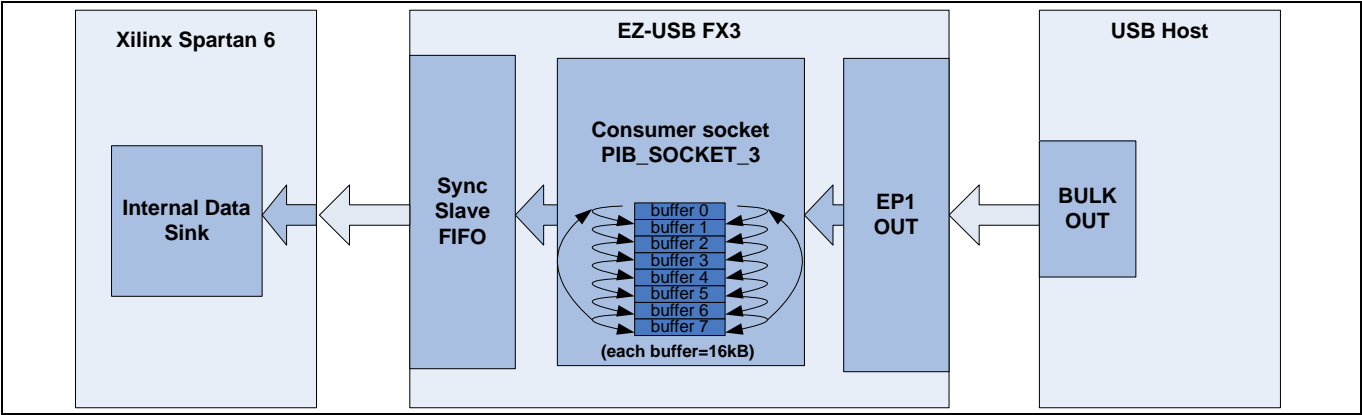 Xilinx Spartan 6
Internal Data
Sink
EZ-USB FX3
Sync
Slave
FIFO
Consumer socket
PIB_SOCKET_3
buffer 0
buffer 1
buffer 2
buffer 3
buffer 4
buffer 5
buffer 6
buffer 7
(each buffer=16kB)
EP1
OUT
USB Host
BULK
OUT